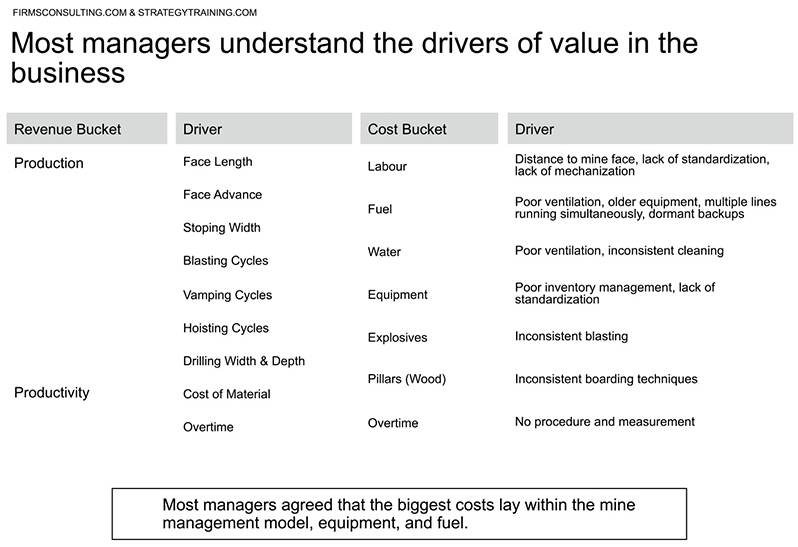 FIRMSCONSULTING.COM & STRATEGYTRAINING.COM
Most managers understand the drivers of value in the
business
Revenue Bucket
Driver
Cost Bucket
Driver
Production
Face Length
Labour
Distance to mine face, lack of standardization,
lack of mechanization
Face Advance
Fuel
Poor ventilation, older equipment, multiple lines
running simultaneously, dormant backups
Stoping Width
Water
Poor ventilation, inconsistent cleaning
Blasting Cycles
Vamping Cycles
Equipment
Poor inventory management, lack of
standardization
Hoisting Cycles
Explosives
Inconsistent blasting
Drilling Width & Depth
Pillars (Wood)
Inconsistent boarding techniques
Productivity
Cost of Material
Overtime
Overtime
No procedure and measurement
Most managers agreed that the biggest costs lay within the mine
management model, equipment, and fuel.